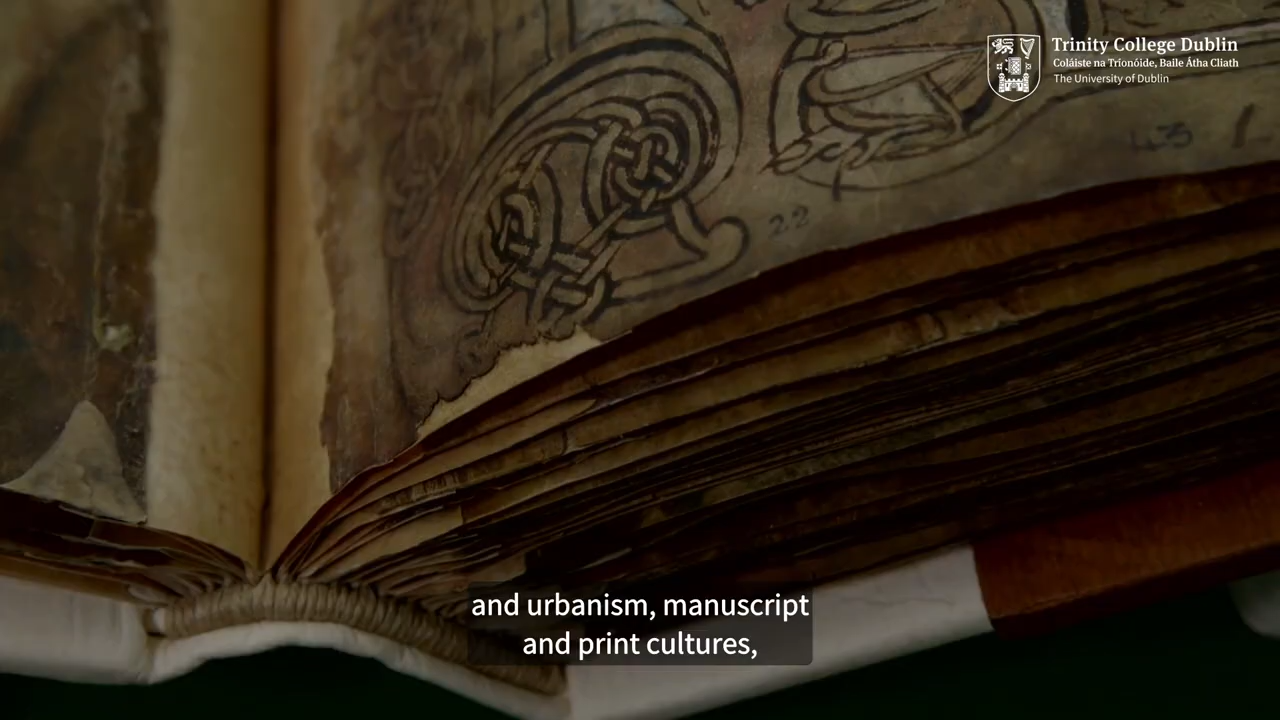 Trinity College Dublin
Coláiste na Tríonóide, Baile Átha Cliath
The University of Dublin
22
and urbanism, manuscript
and print cultures,